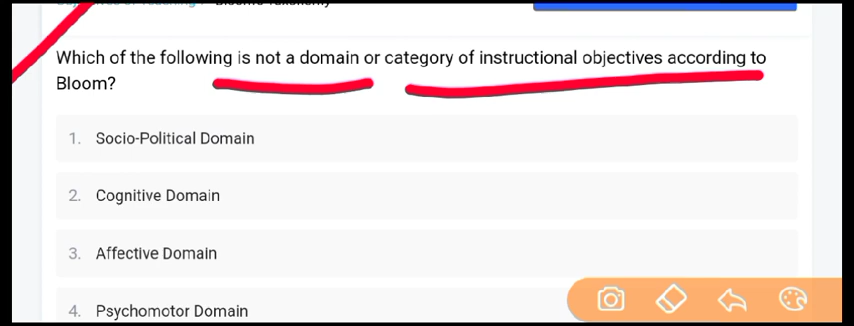 Which of the following is not a domain or category of instructional objectives according to
Bloom?
1. Socio-Political Domain
2. Cognitive Domain
3. Affective Domain
4. Psychomotor Domain